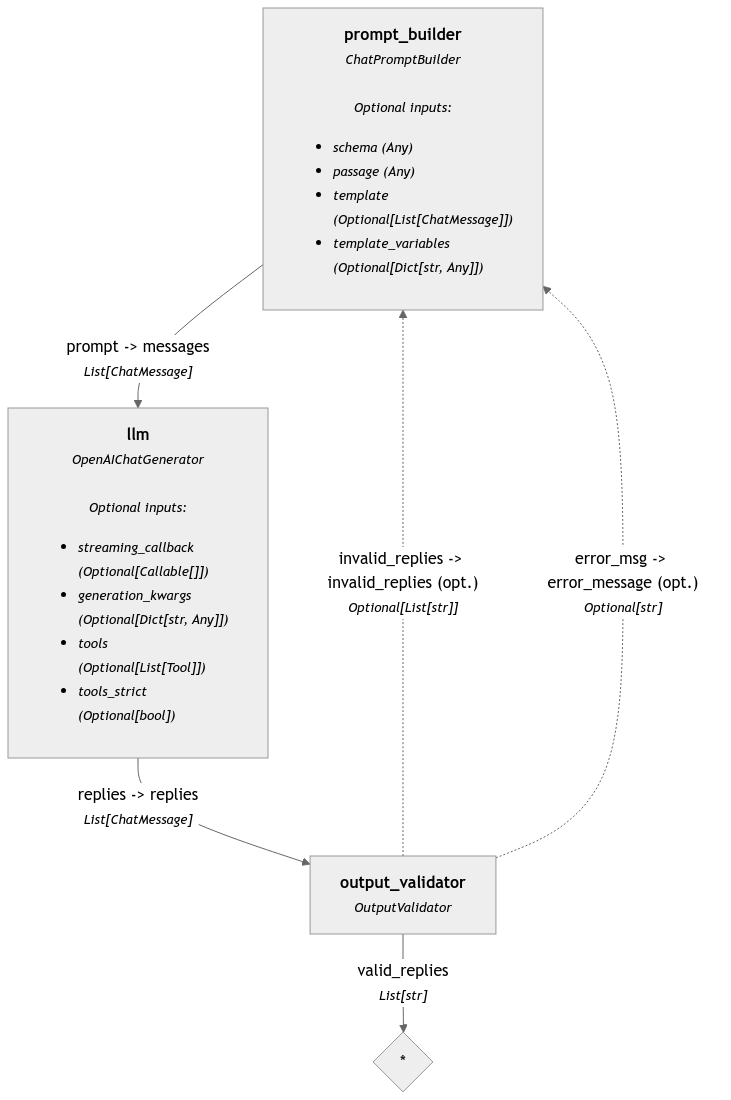 prompt_builder
ChatPromptBuilder
Optional inputs:
schema (Any)
passage (Any)
template
(Optional[List[ChatMessage]])
template_variables
(Optional[Dict[str, Any]])
prompt -> messages
List[ChatMessage]
llm
OpenAIChatGenerator
Optional inputs:
streaming_callback
(Optional[Callable[]])
generation_kwargs
(Optional[Dict[str, Any]])
tools
(Optional[List[Tool]])
tools_strict
(Optional[bool])
invalid_replies ->
invalid_replies (opt.)
Optional[List[str]]
error_msg ->
error_message (opt.)
Optional[str]
replies -> replies
List[ChatMessage]
output_validator
OutputValidator
valid_replies
List[str]
*